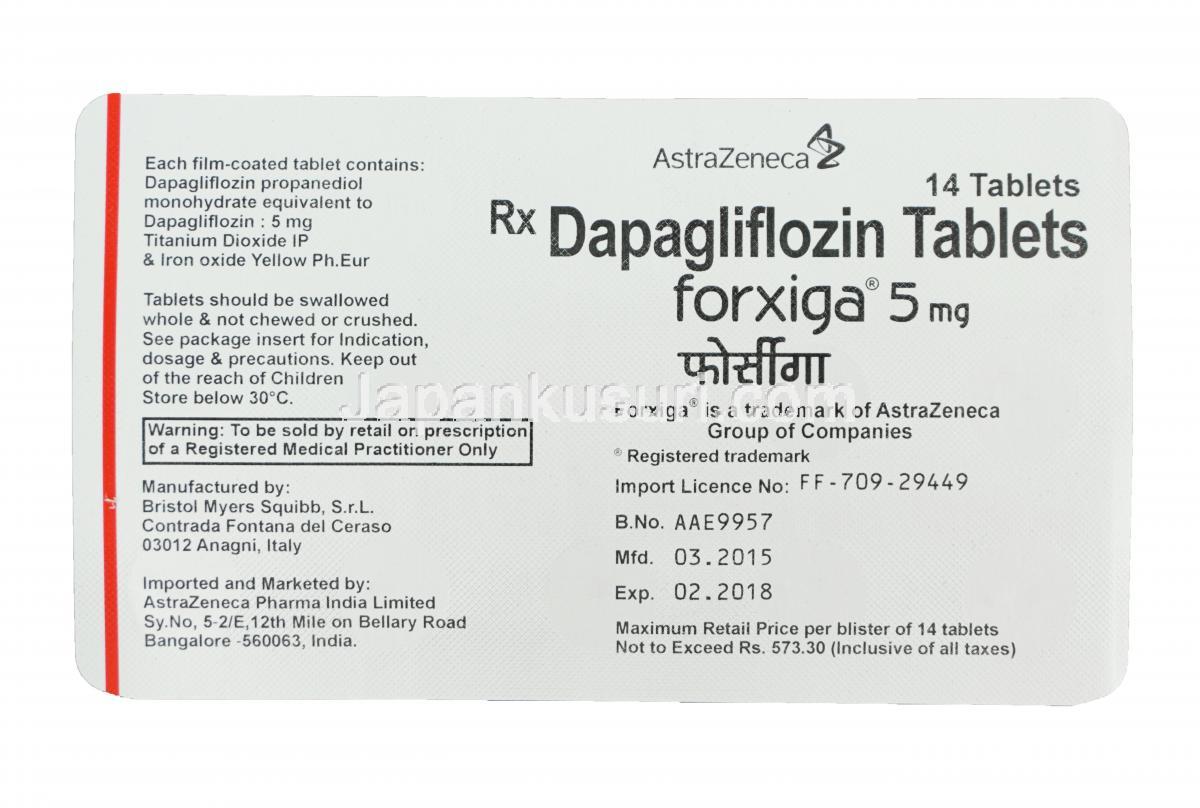 Each film-coated tablet contains:
Dapagliflozin propanediol
monohydrate equivalent to
Dapagliflozin : 5 mg
Titanium Dioxide IP
& Iron oxide Yellow Ph.Eur
Tablets should be swallowed
whole & not chewed or crushed.
See package insert for Indication,
dosage & precautions. Keep out
of the reach of Children
Store below 30°C.
Warning: To be sold by retail on prescription
of a Registered Medical Practitioner Only
Manufactured by:
Bristol Myers Squibb, S.r.L.
Contrada Fontana del Ceraso
03012 Anagni, Italy
Imported and Marketed by:
AstraZeneca Pharma India Limited
Sy.No, 5-2/E,12th Mile on Bellary Road
Bangalore -560063, India.
AstraZeneca
14 Tablets
Rx Dapagliflozin Tablets
forxiga® 5 mg
फ़ोर्सीगा
Japankusuri.com
Forxiga® is a trademark of AstraZeneca
Group of Companies
® Registered trademark
Import Licence No: FF-709-29449
B.No. AAE9957
Mfd. 03.2015
Exp. 02.2018
Maximum Retail Price per blister of 14 tablets
Not to Exceed Rs. 573.30 (Inclusive of all taxes)